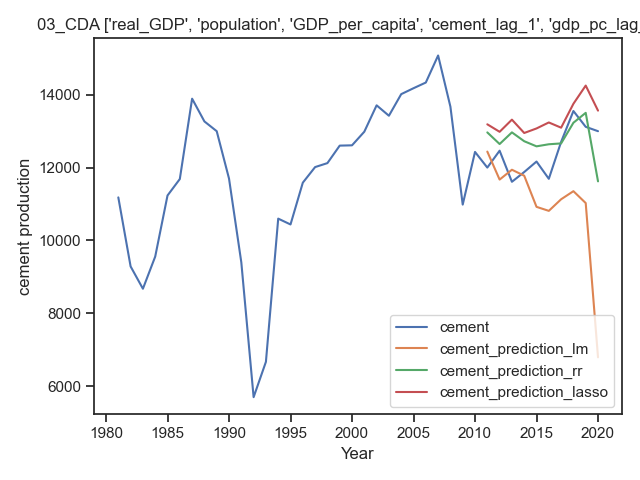 03_CDA ['real_GDP', 'population', 'GDP_per_capita', 'cement_lag_1', 'gdp_pc_lag_
cement production
14000
12000
10000
8000
6000
cement
cement_prediction_lm
cement_prediction_rr
cement_prediction_lasso
1980 1985 1990 1995 2000 2005 2010 2015 2020
Year